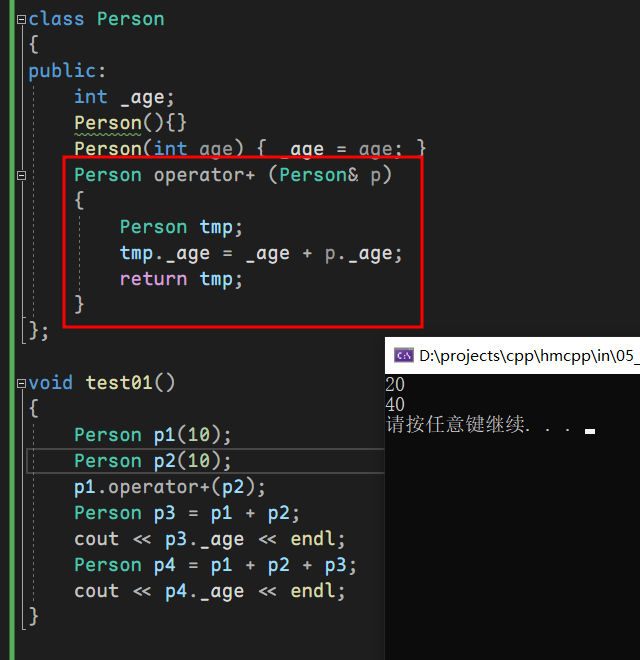 class Person
{
public:
int _age;
Person(){}
Person(int age) { _age = age; }
Person operator+ (Person& p)
{
Person tmp;
tmp._age = _age + p._age;
return tmp;
}
};
void test01()
{
Person p1(10);
Person p2(10);
p1.operator+(p2);
Person p3 = p1 + p2;
cout << p3._age << endl;
Person p4 = p1 + p2 + p3;
cout << p4._age << endl;
}
D:\projects\cpp\hmcpp\in\05_
20
40
请按任意键继续. . .